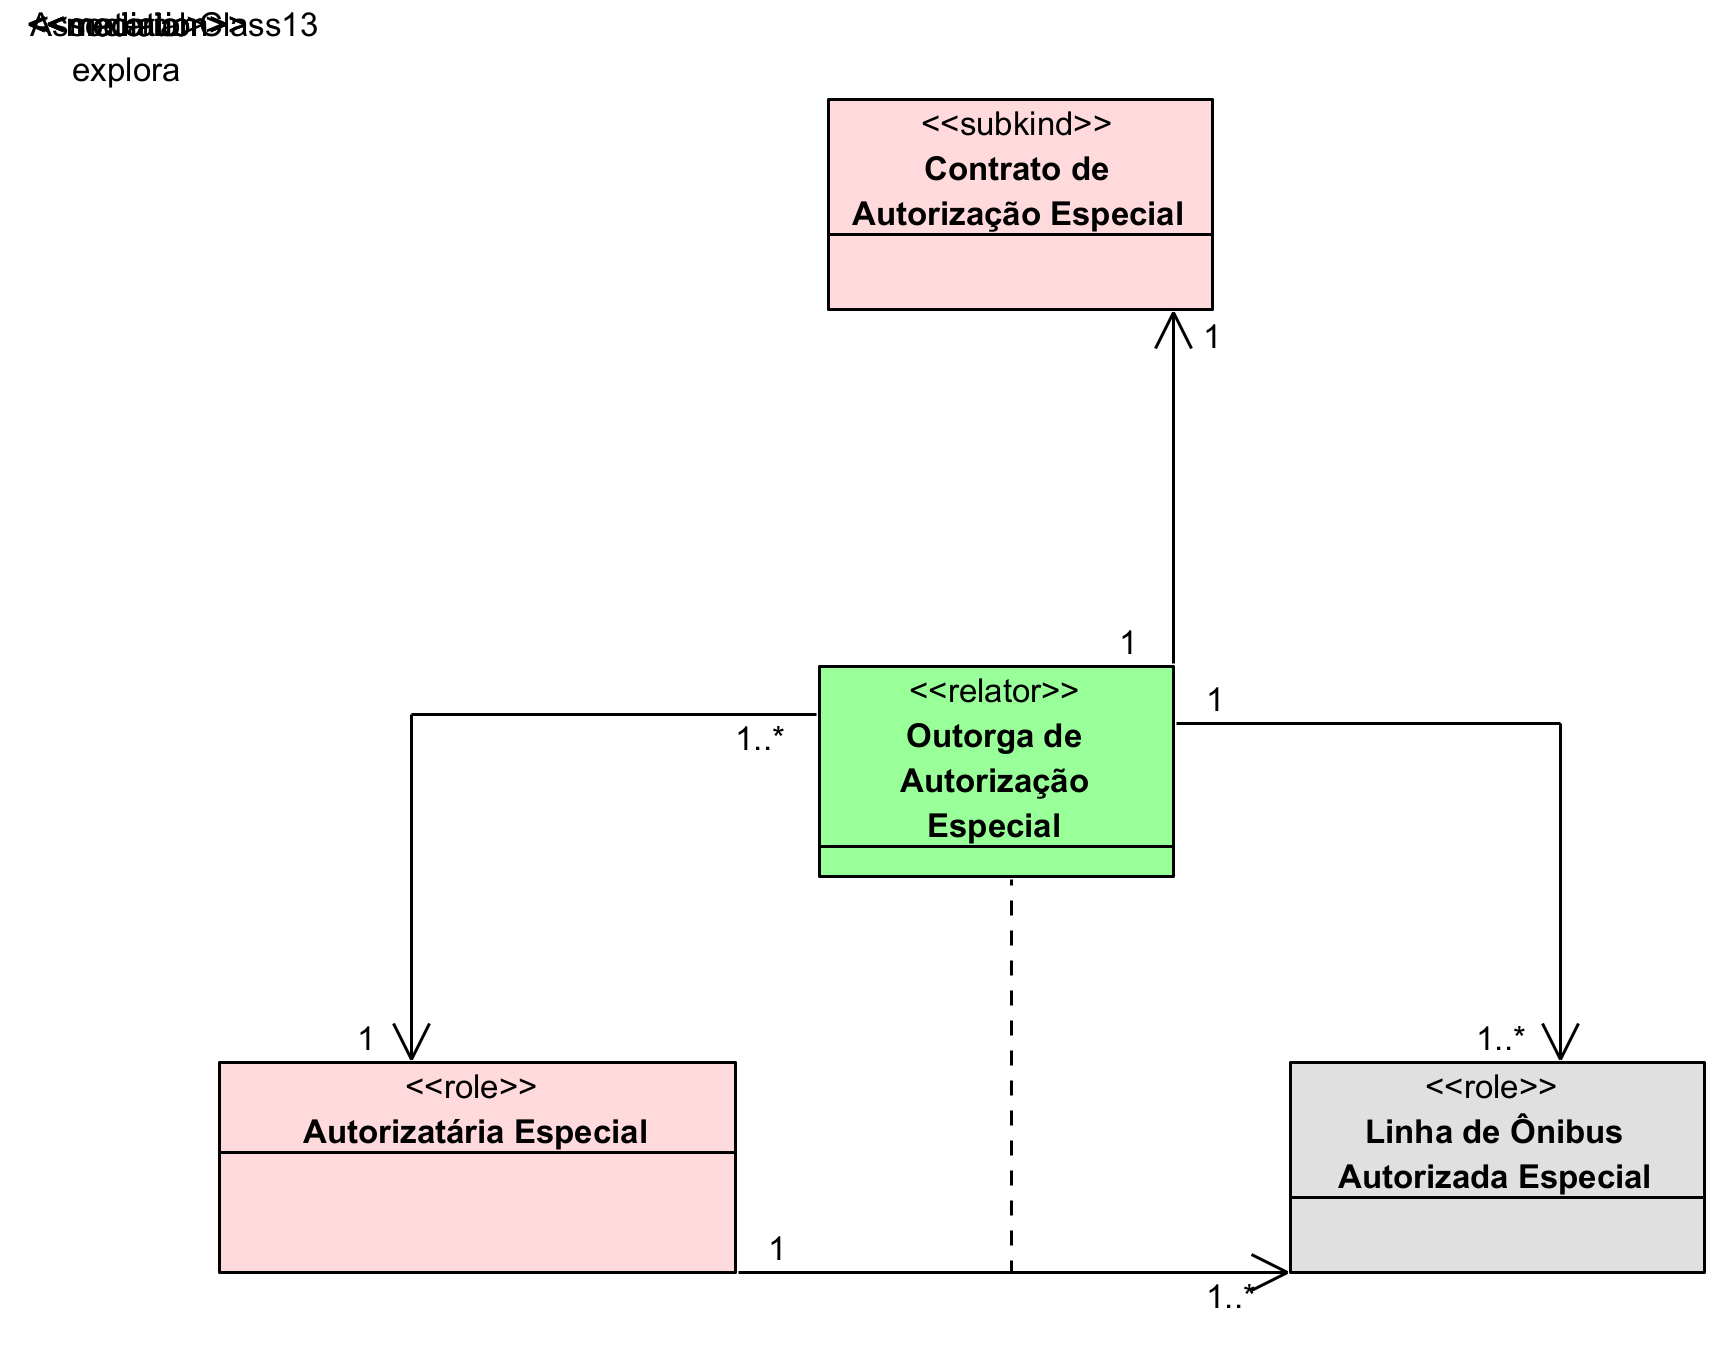 explora
<<subkind>>
Contrato de
Autorização Especial
1
1
<<relator>>
Outorga de
Autorização
Especial
1
1..*
1
1..*
<<role>>
Autorizatária Especial
<<role>>
Linha de Ônibus
Autorizada Especial
1
1..*